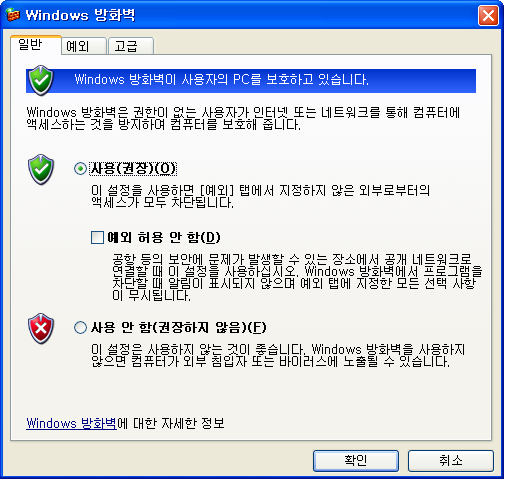 Windows 방화벽
일반
예외
고급
Windows 방화벽이 사용자의 PC를 보호하고 있습니다.
Windows 방화벽은 권한이 없는 사용자가 인터넷 또는 네트워크를 통해 컴퓨터에
액세스하는 것을 방지하여 컴퓨터를 보호해 줍니다.
사용(권장)(O)
이 설정을 사용하면 [예외] 탭에서 지정하지 않은 외부로부터의
액세스가 모두 차단됩니다.
예외 허용 안 함(D)
공항 등의 보안에 문제가 발생할 수 있는 장소에서 공개 네트워크로
연결할 때 이 설정을 사용하십시오. Windows 방화벽에서 프로그램을
차단할 때 알림이 표시되지 않으며 예외 탭에 지정한 모든 선택 사항
이 무시됩니다.
사용 안 함(권장하지 않음)(F)
이 설정은 사용하지 않는 것이 좋습니다. Windows 방화벽을 사용하지
않으면 컴퓨터가 외부 침입자 또는 바이러스에 노출될 수 있습니다.
Windows 방화벽에 대한 자세한 정보
확인
취소